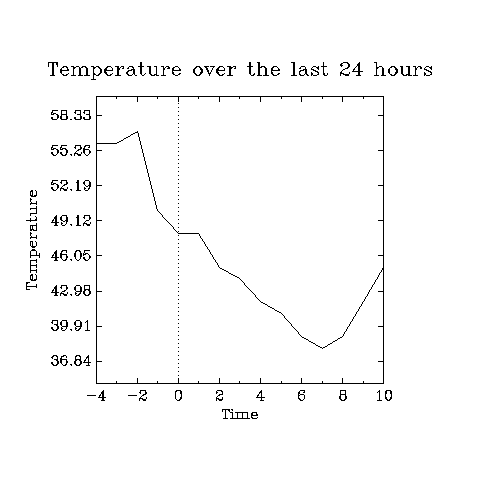 Temperature over the last 24 hours
58.33
55.26
52.19
49.12
46.05
42.98
39.91
36.84
Temperature
-4 -2 0 2 4 6 8 10
Time